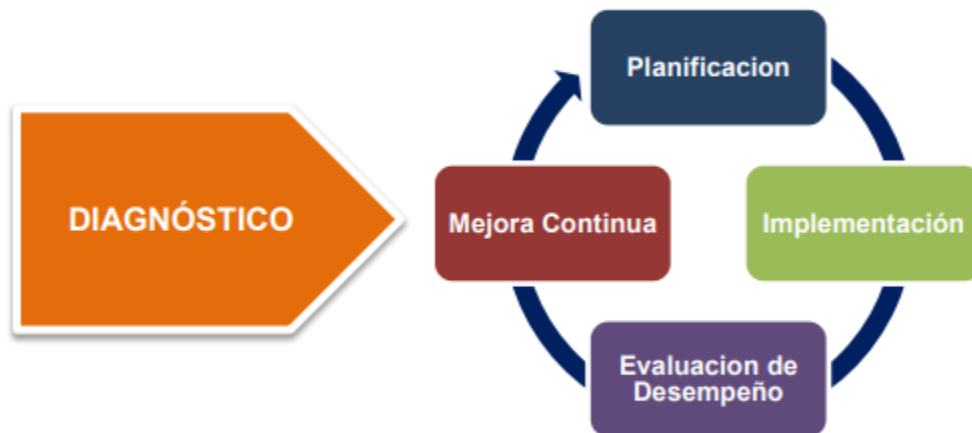 Planificacion
DIAGNÓSTICO
Mejora Continua
Implementación
Evaluacion de
Desempeño